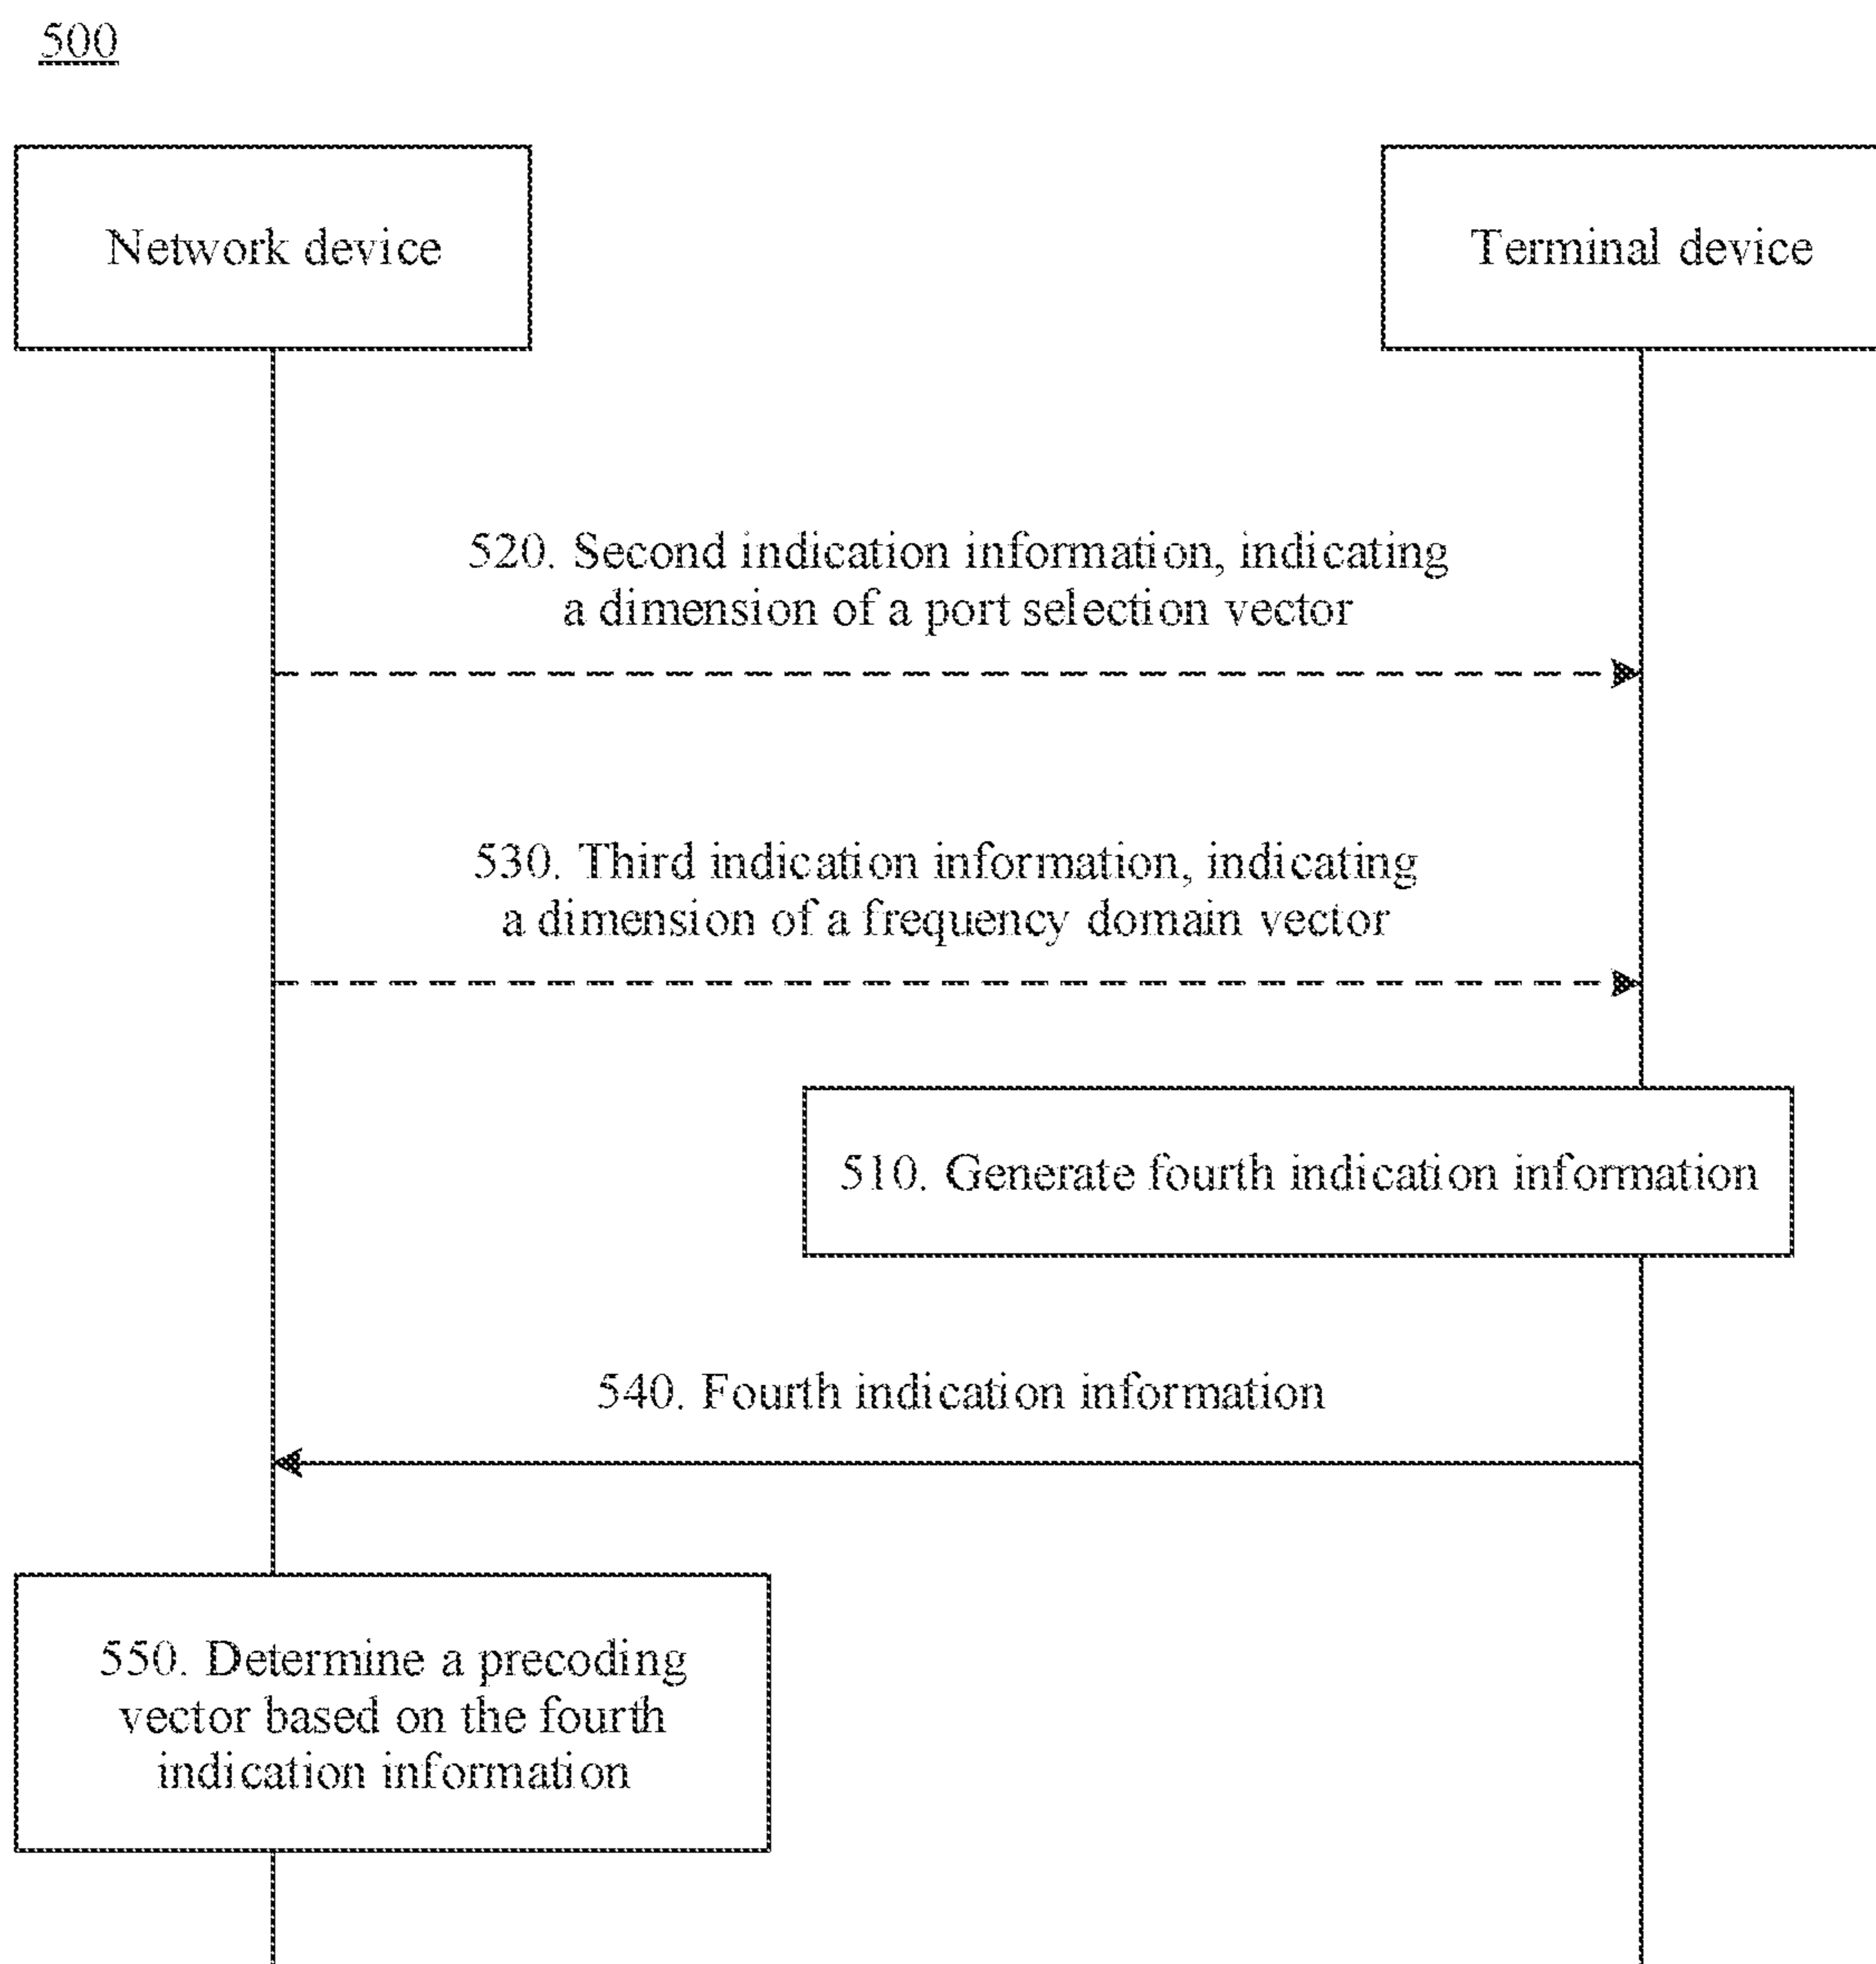 500
Network device
Terminal device
520. Second indication information, indicating
a dimension of a port selection vector
530. Third indication information, indicating
a dimension of a frequency domain vector
510. Generate fourth indication information
540. Fourth indication information
550. Determine a precoding
vector based on the fourth
indication information